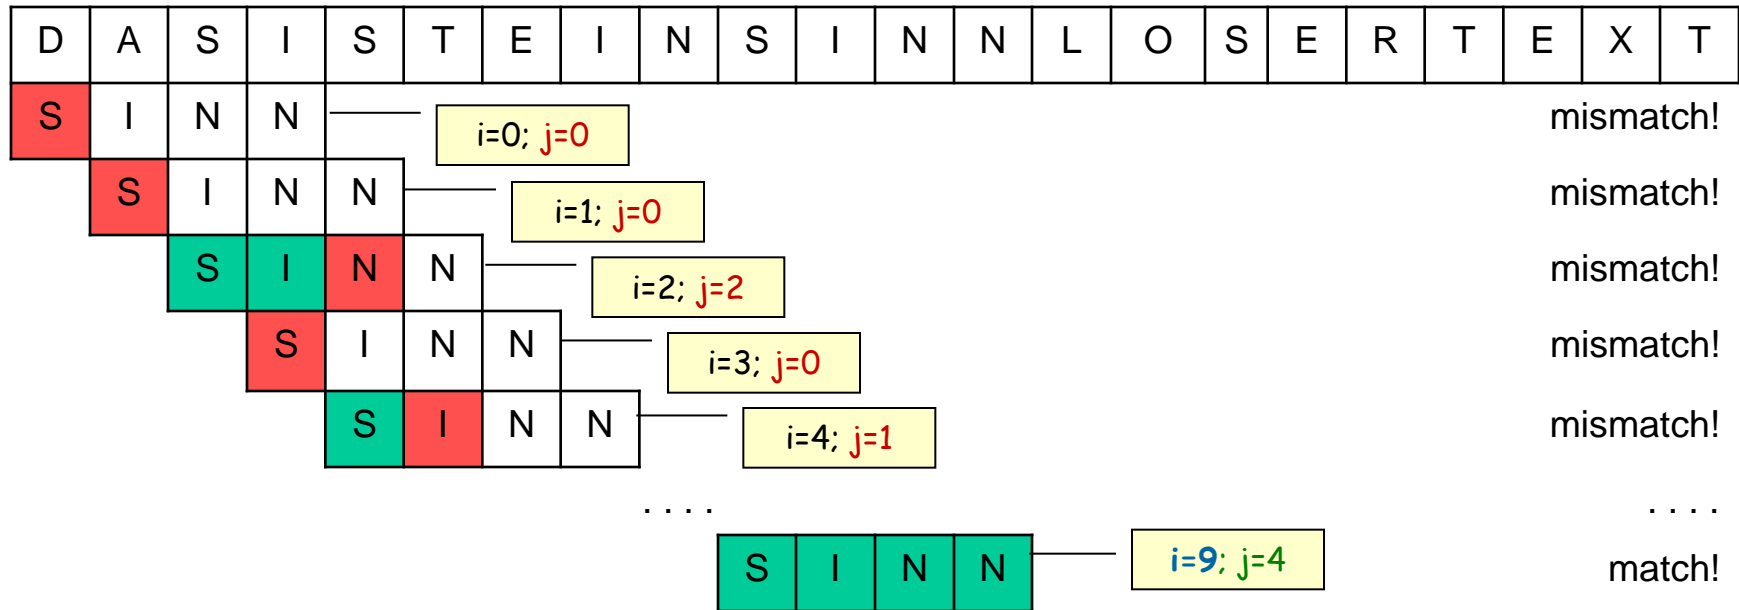 D A S I S T E I N S I N N L O S E R T E X T
S I N N i=0; j=0 mismatch!
S I N N i=1; j=0 mismatch!
S I N N i=2; j=2 mismatch!
S I N N i=3; j=0 mismatch!
S I N N i=4; j=1 mismatch!
. . . . . . . .
S I N N i=9; j=4 match!